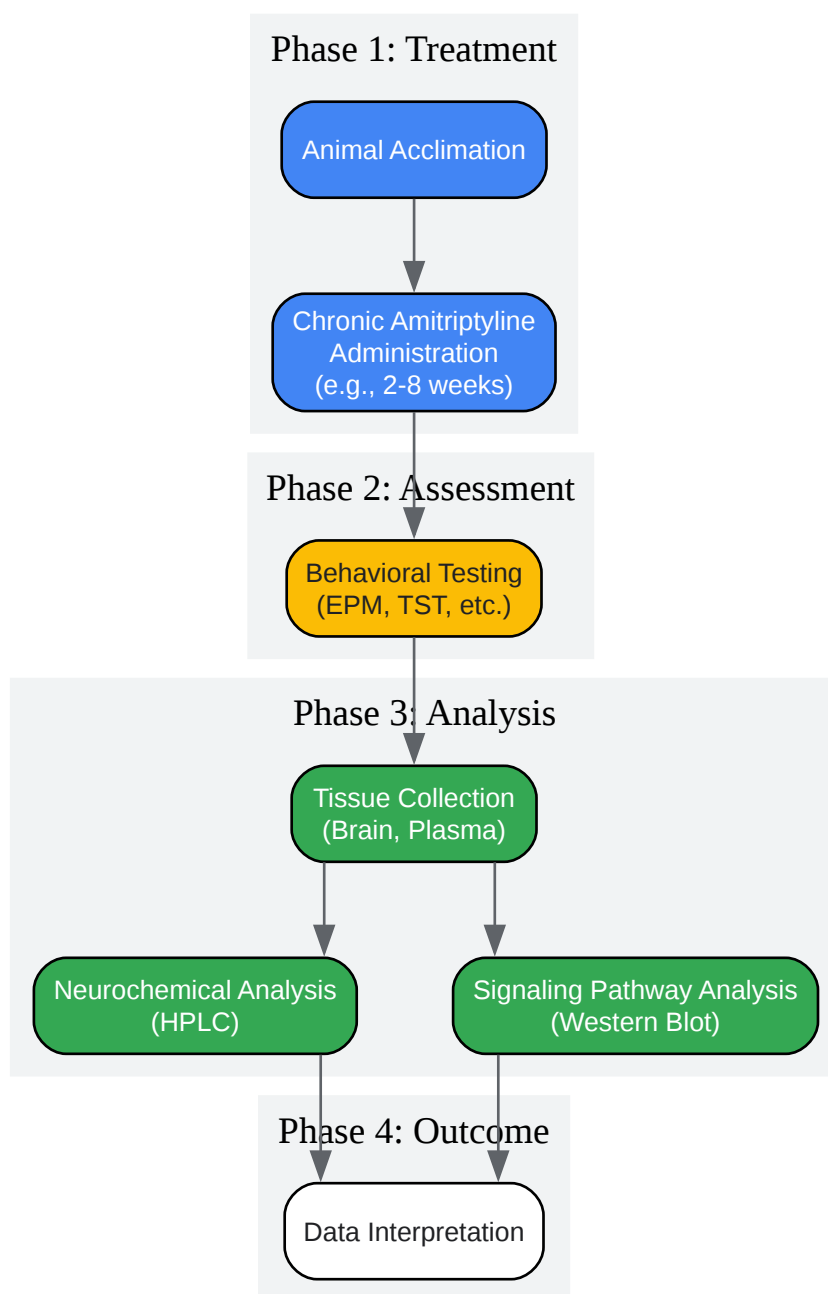 Phase 1: Treatment
Animal Acclimation
Chronic Amitriptyline
Administration
(e.g., 2-8 weeks)
Phase 2: Assessment
Behavioral Testing
(EPM, TST, etc.)
Phase 3: Analysis
Tissue Collection
(Brain, Plasma)
Neurochemical Analysis
(HPLC)
Signaling Pathway Analysis
(Western Blot)
Phase 4: Outcome
Data Interpretation